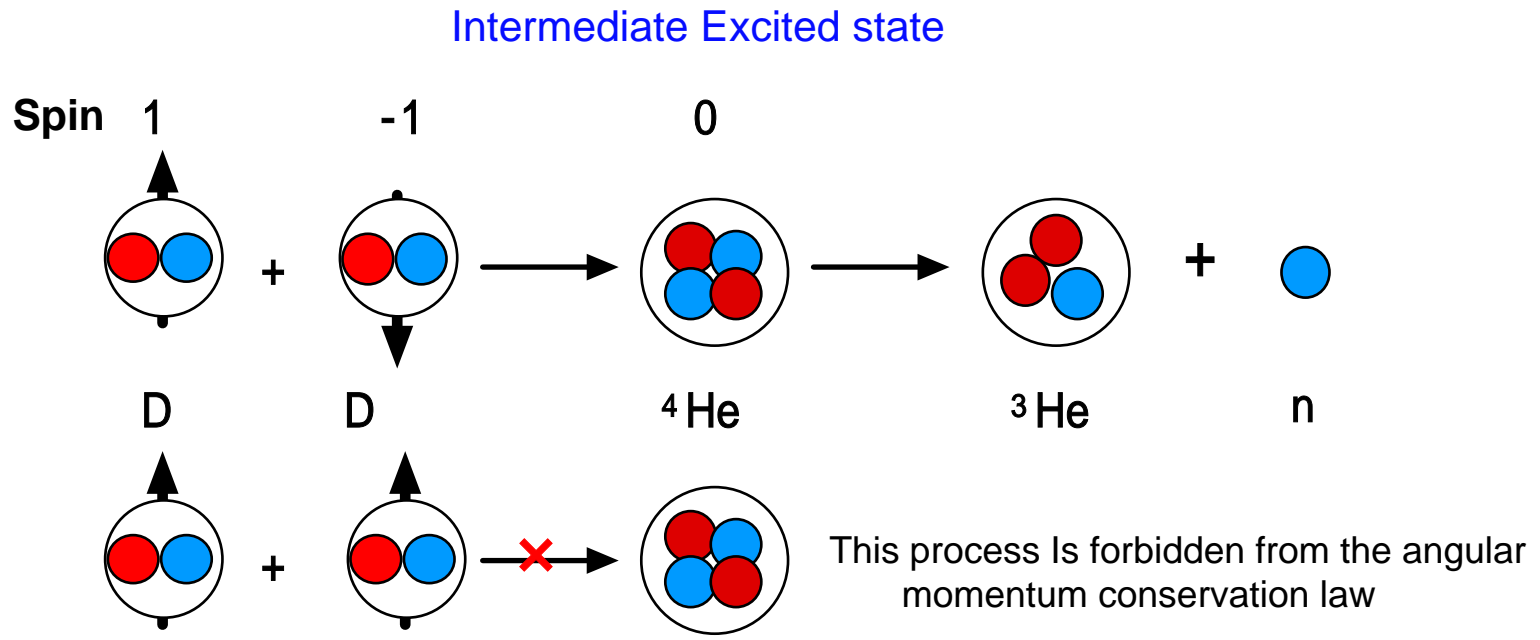 Intermediate Excited state
Spin 1 -1 0
+ +
D D ⁴He ³He n
+ This process Is forbidden from the angular
momentum conservation law